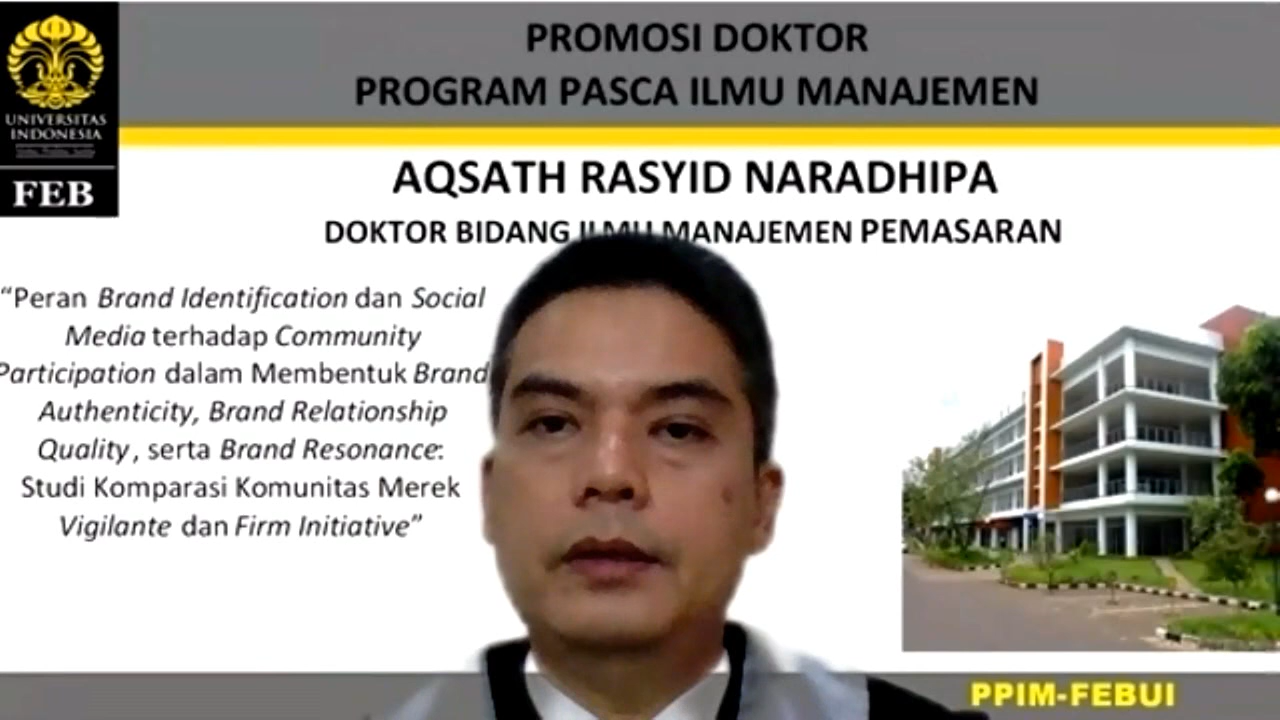 PROMOSI DOKTOR
PROGRAM PASCA ILMU MANAJEMEN
UNIVERSITAS
INDONESIA
FEB
AQSATH RASYID NARADHIPA
DOKTOR BIDANG ILMU MANAJEMEN PEMASARAN
“Peran Brand Identification dan Social
Media terhadap Community
Participation dalam Membentuk Brand
Authenticity, Brand Relationship
Quality, serta Brand Resonance:
Studi Komparasi Komunitas Merek
Vigilante dan Firm Initiative”
PPIM-FEBUI